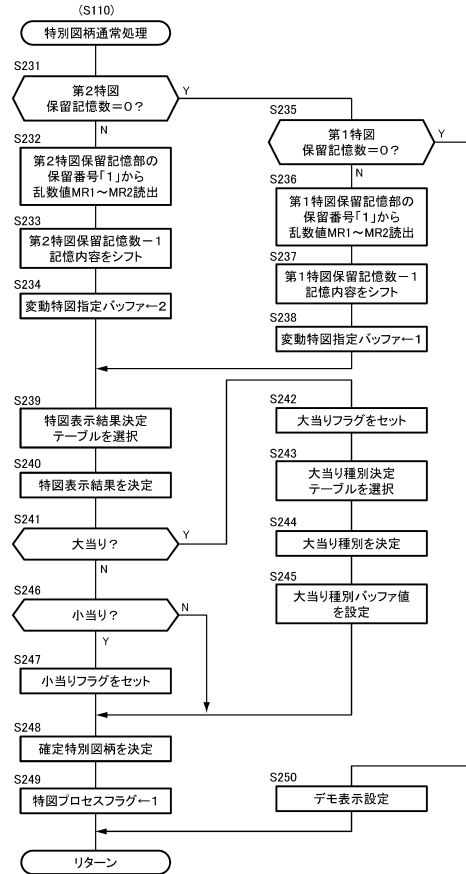 (S110)
特別図柄通常処理
S231
第2特図
保留記憶数=0?
Y
N
S232
第2特図保留記憶部の
保留番号「1」から
乱数値MR1~MR2読出
S233
第2特図保留記憶数-1
記憶内容をシフト
S234
変動特図指定バッファ←2
S235
第1特図
保留記憶数=0?
Y
N
S236
第1特図保留記憶部の
保留番号「1」から
乱数値MR1~MR2読出
S237
第1特図保留記憶数-1
記憶内容をシフト
S238
変動特図指定バッファ←1
S239
特図表示結果決定
テーブルを選択
S240
特図表示結果を決定
S241
大当り?
Y
N
S242
大当りフラグをセット
S243
大当り種別決定
テーブルを選択
S244
大当り種別を決定
S245
大当り種別バッファ値
を設定
S246
小当り?
N
Y
S247
小当りフラグをセット
S248
確定特別図柄を決定
S249
特図プロセスフラグ←1
S250
デモ表示設定
リターン